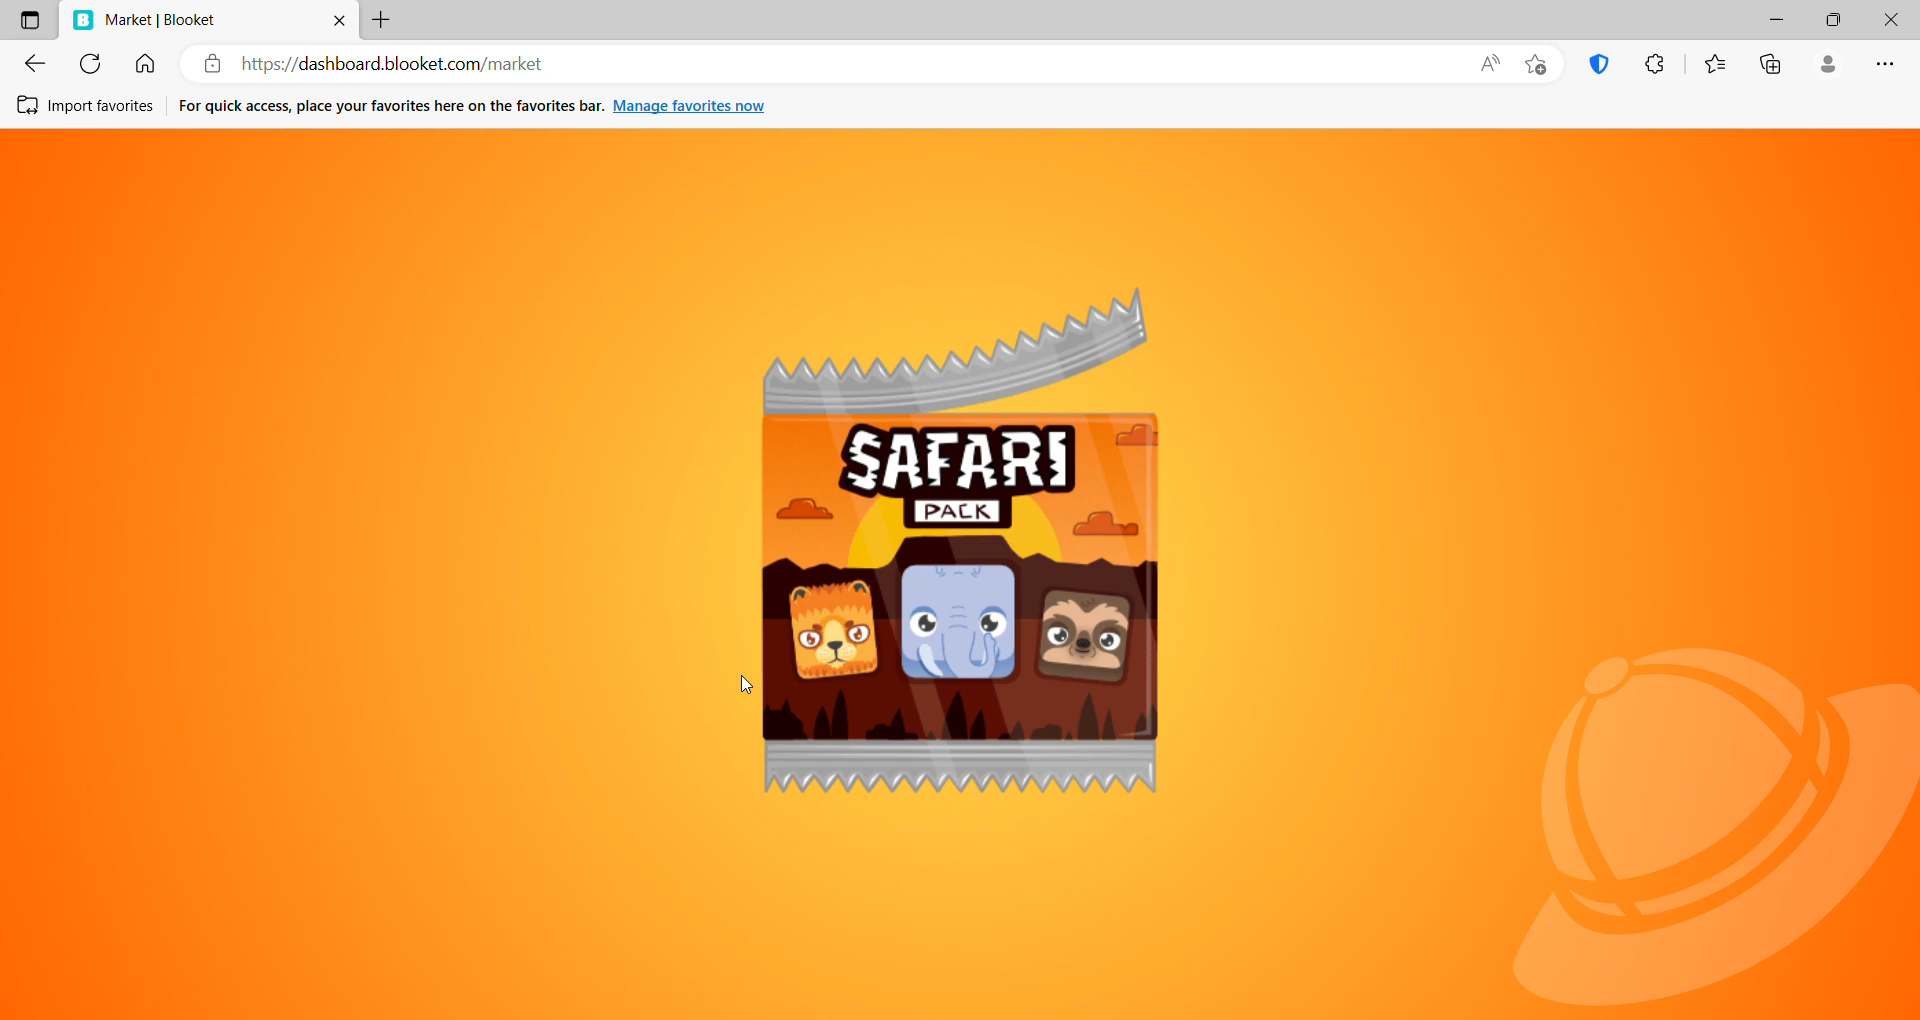 Market | Blooket
https://dashboard.blooket.com/market
Import favorites For quick access, place your favorites here on the favorites bar. Manage favorites now
SAFARI
PACK